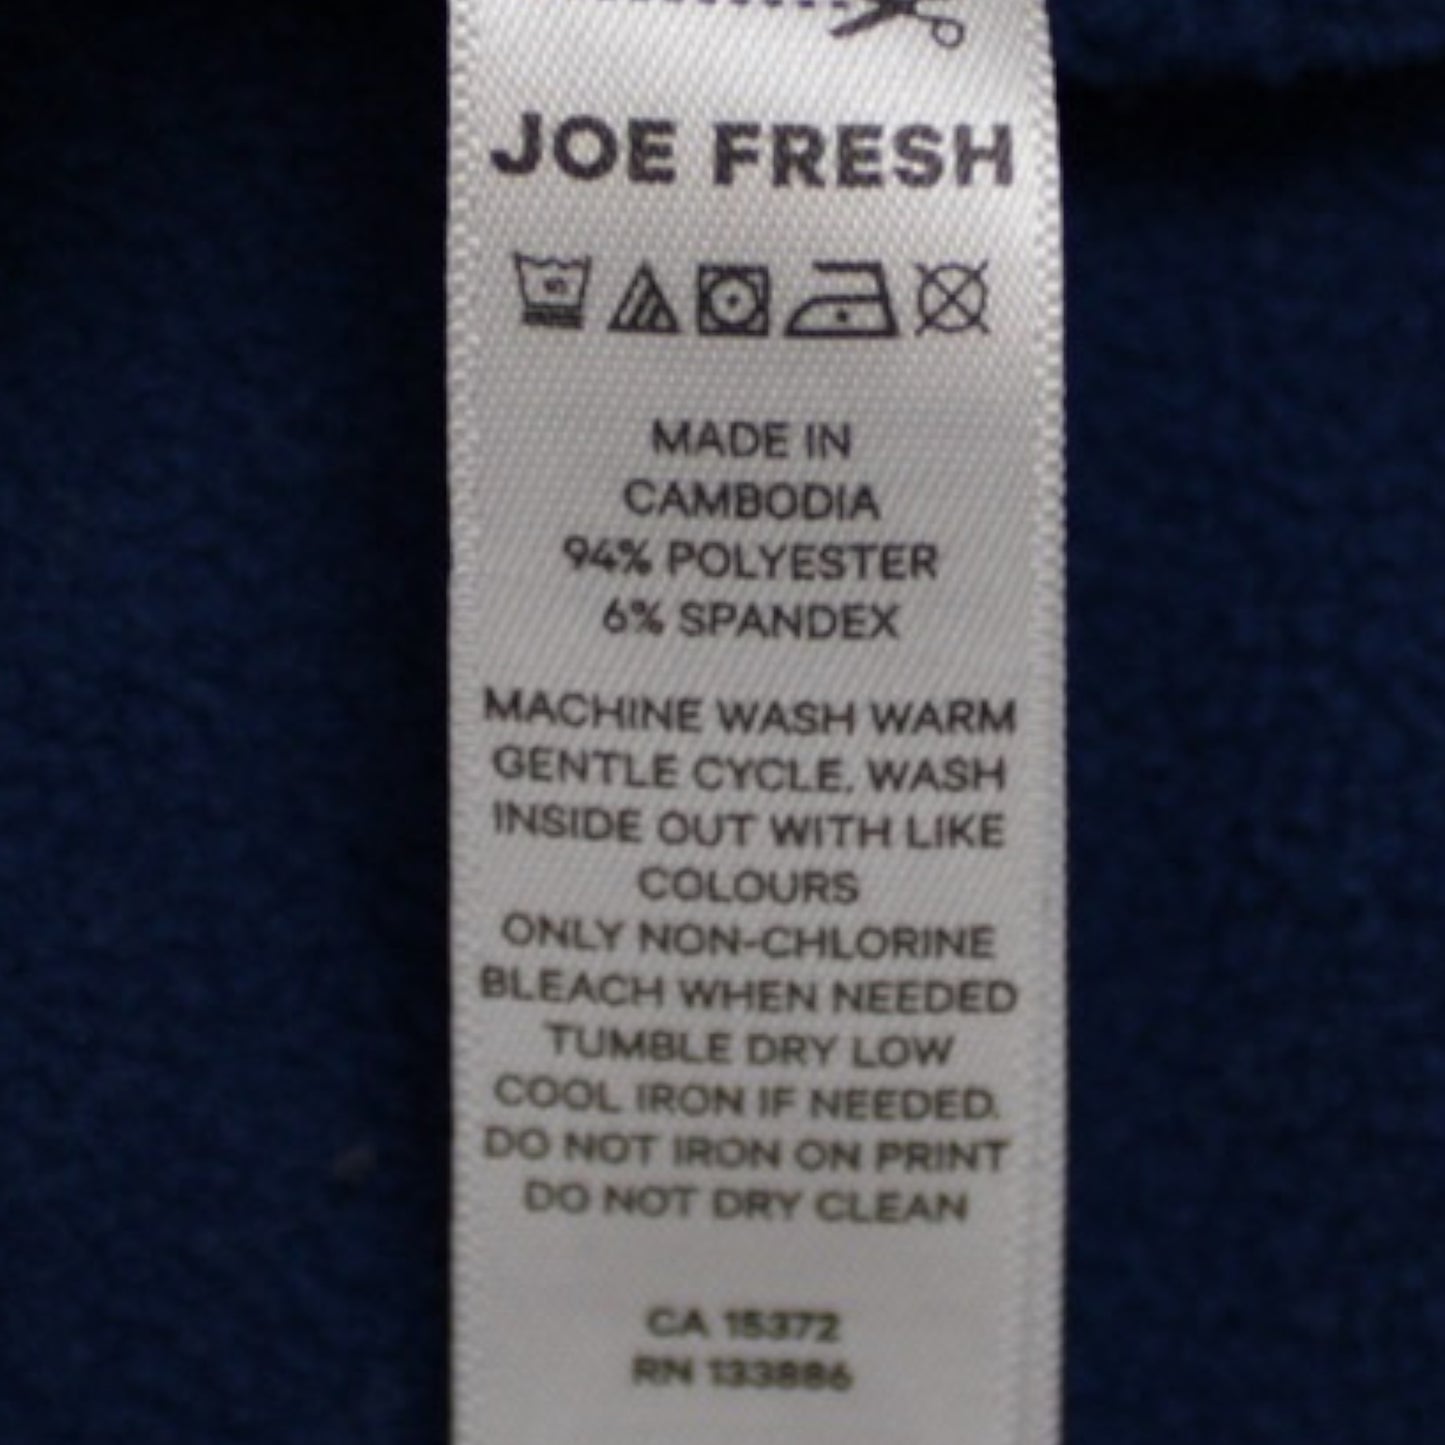 JOE FRESH
MADE IN
CAMBODIA
94% POLYESTER
6% SPANDEX
MACHINE WASH WARM
GENTLE CYCLE. WASH
INSIDE OUT WITH LIKE
COLOURS
ONLY NON-CHLORINE
BLEACH WHEN NEEDED
TUMBLE DRY LOW
COOL IRON IF NEEDED.
DO NOT IRON ON PRINT
DO NOT DRY CLEAN
CA 15372
RN 133886